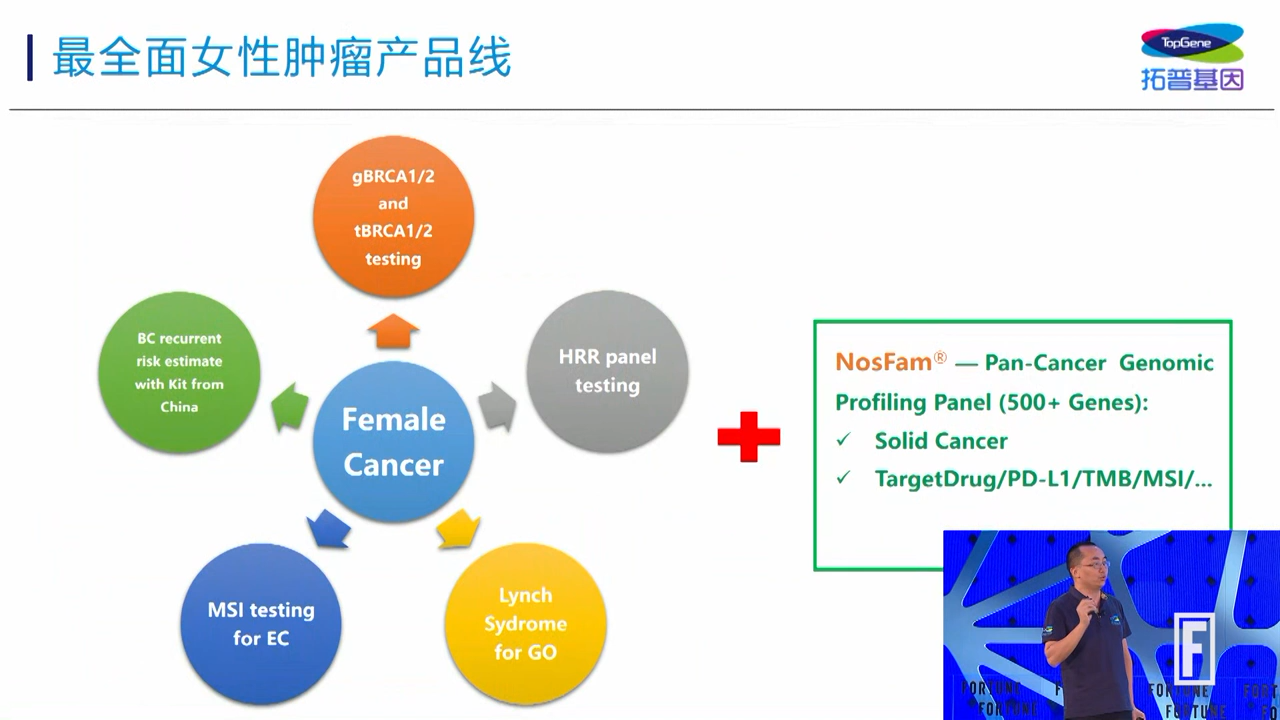 最全面女性肿瘤产品线
TopGene
拓普基因
gBRCA1/2
and
tBRCA1/2
testing
BC recurrent
risk estimate
with Kit from
China
HRR panel
testing
Female
Cancer
MSI testing
for EC
Lynch
Sydrome
for GO
NosFam® — Pan-Cancer Genomic
Profiling Panel (500+ Genes):
✓ Solid Cancer
✓ TargetDrug/PD-L1/TMB/MSI/...
F
FORTUNE
FORTUNE
FORTUNE
FORTUNE